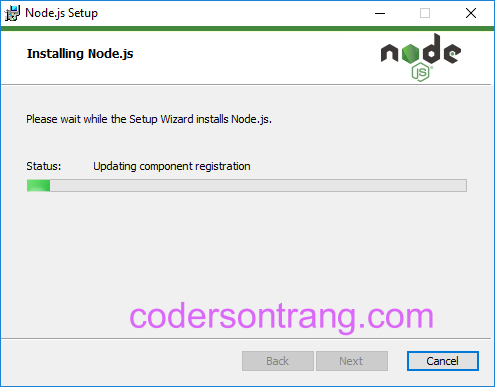 Node.js Setup
Installing Node.js
node
JS
Please wait while the Setup Wizard installs Node.js.
Status: Updating component registration
codersontrang.com
Back Next Cancel